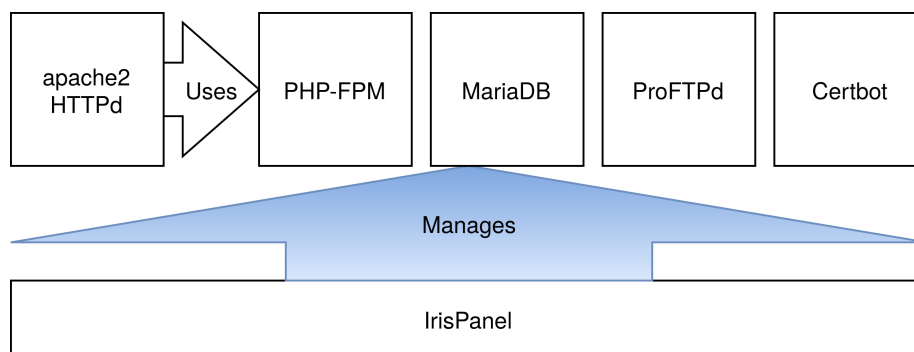 apache2
HTTPd
Uses
PHP-FPM
MariaDB
ProFTPd
Certbot
Manages
IrisPanel